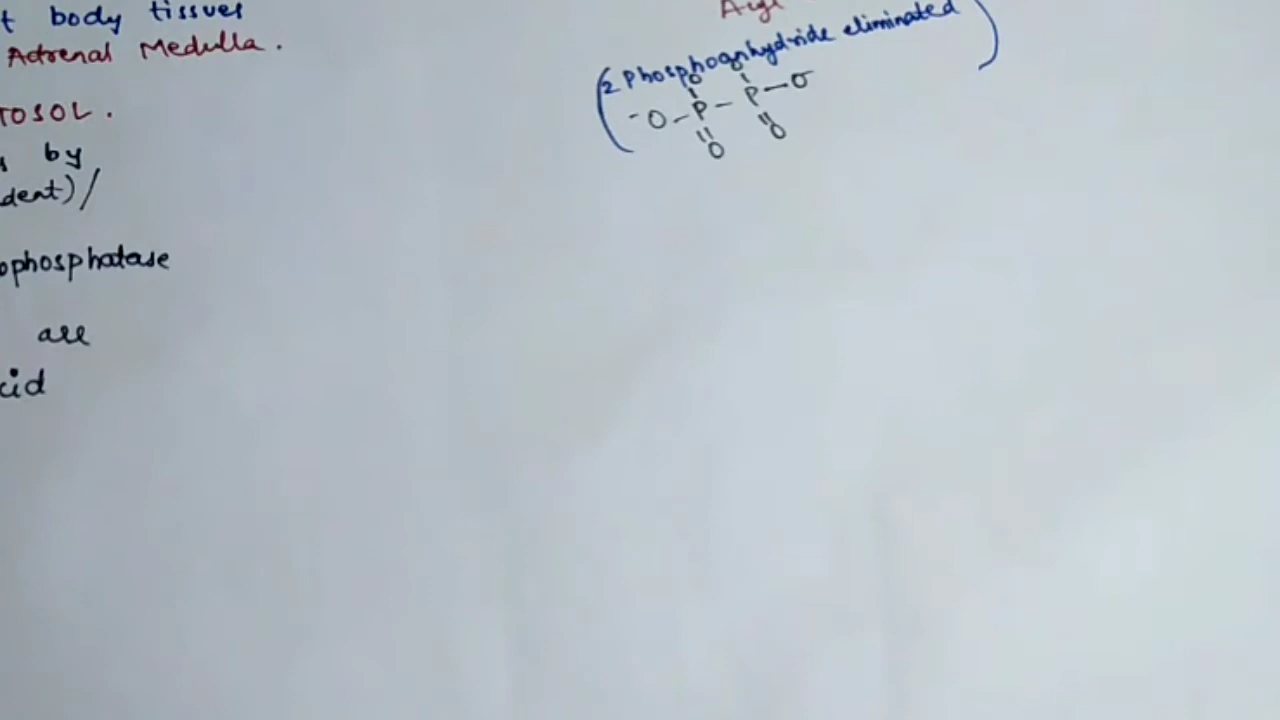 t body tissues
Adrenal Medulla.
TOSOL.
by
dent)/
ophosphatase
are
cid
(2 Phosphoanhydride eliminated)
O O
-O-P-P-O-
O O